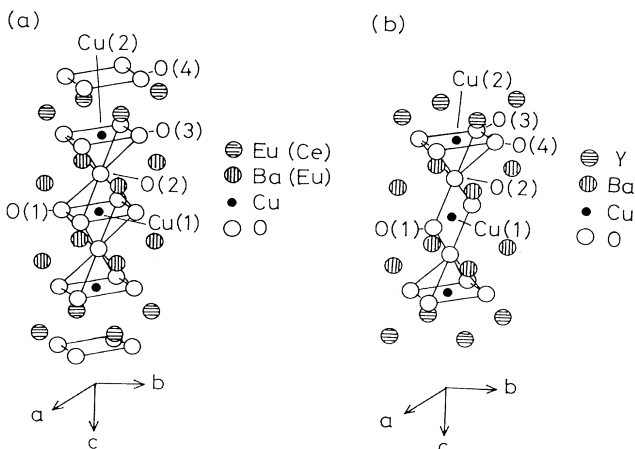 (a)
Cu(2)
O(4)
O(3)
O(2)
O(1)
Cu(1)
Eu (Ce)
Ba (Eu)
Cu
O
a
b
c
(b)
Cu(2)
O(3)
O(4)
O(2)
O(1)
Cu(1)
Y
Ba
Cu
O
a
b
c